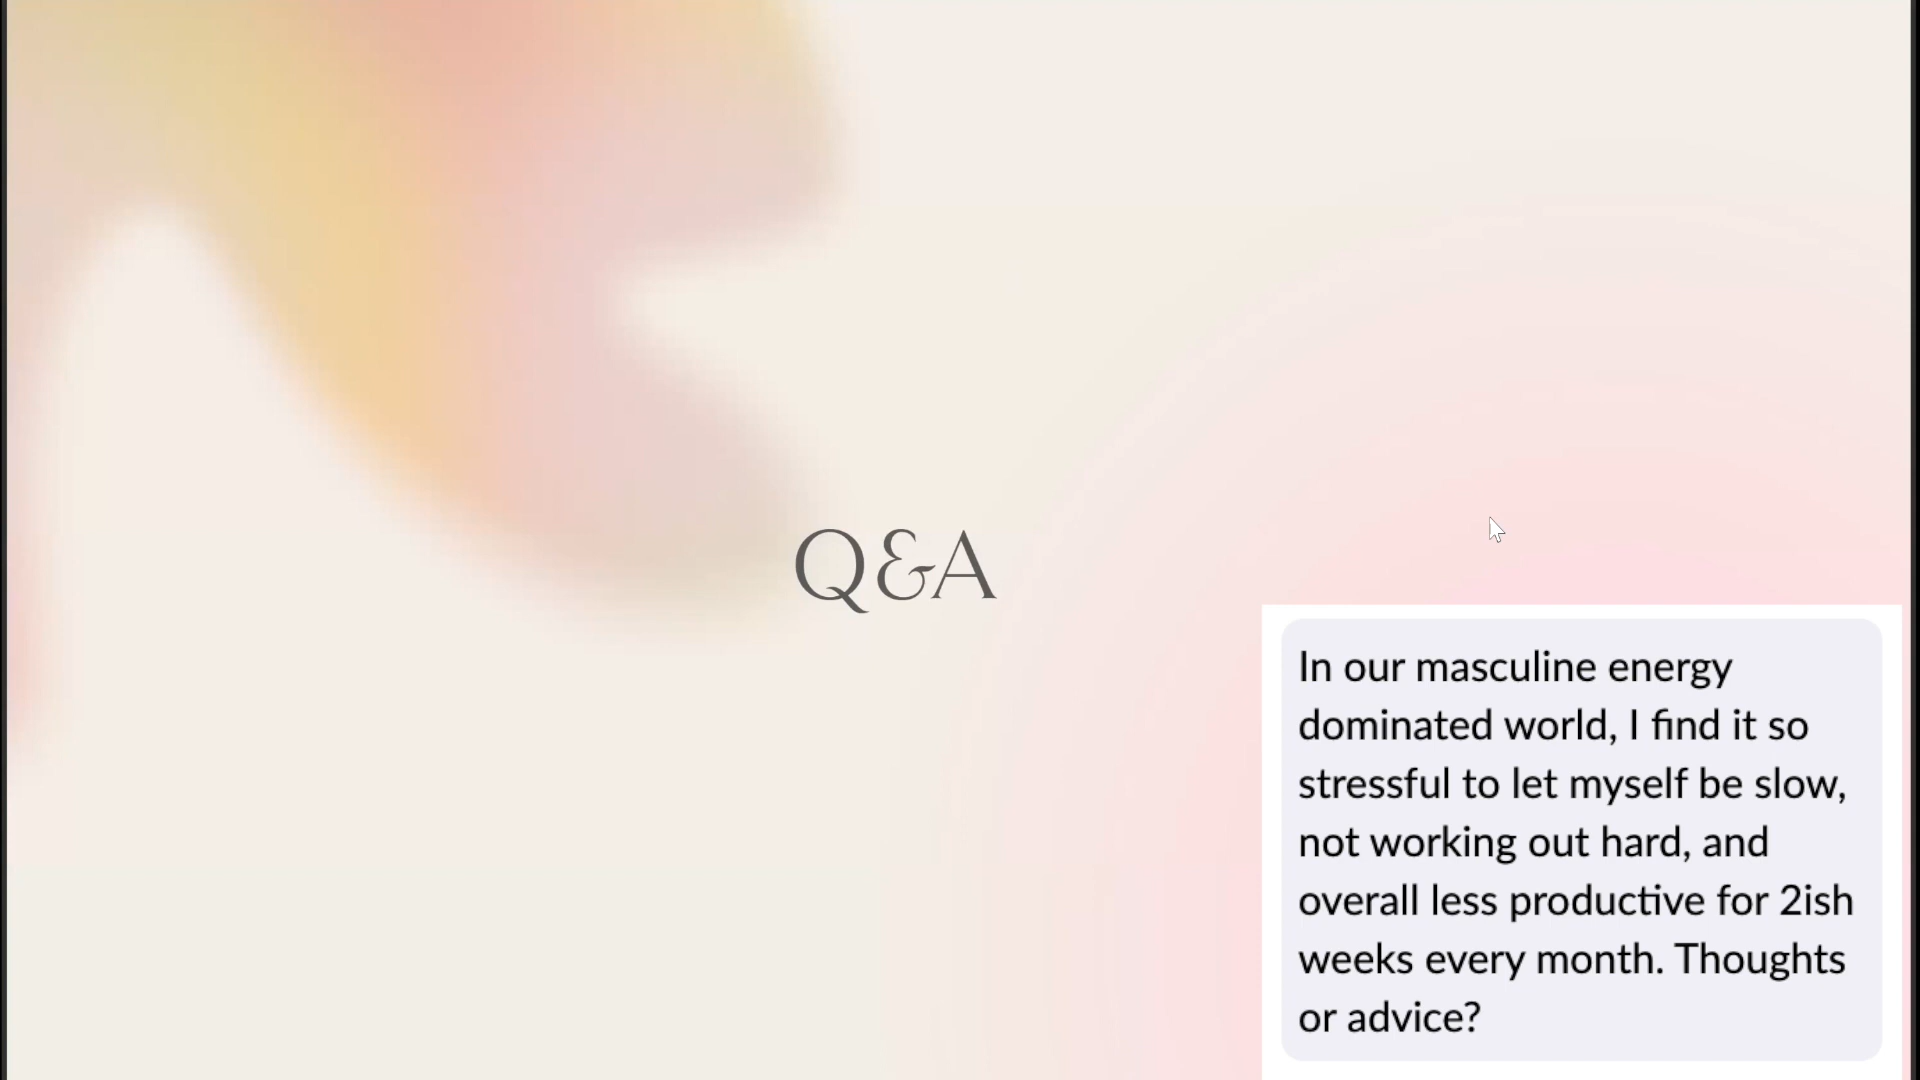 Q&A
In our masculine energy
dominated world, I find it so
stressful to let myself be slow,
not working out hard, and
overall less productive for 2ish
weeks every month. Thoughts
or advice?